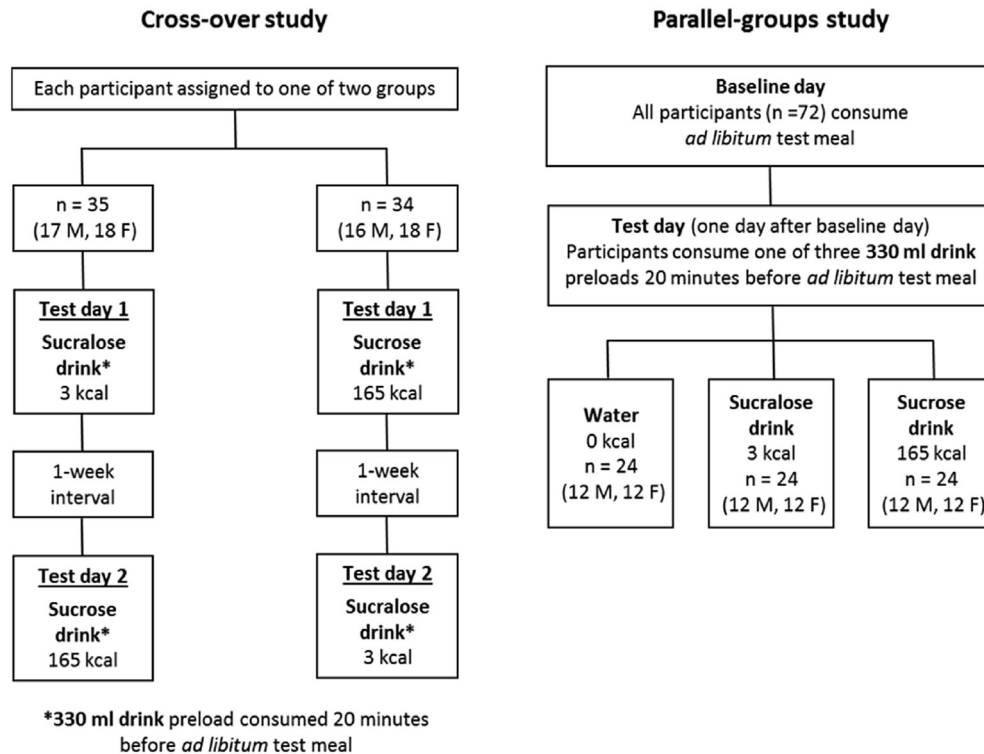 Cross-over study
Each participant assigned to one of two groups
n = 35
(17 M, 18 F)
Test day 1
Sucralose
drink*
3 kcal
1-week
interval
Test day 2
Sucrose
drink*
165 kcal
n = 34
(16 M, 18 F)
Test day 1
Sucrose
drink*
165 kcal
1-week
interval
Test day 2
Sucralose
drink*
3 kcal
*330 ml drink preload consumed 20 minutes
before ad libitum test meal
Parallel-groups study
Baseline day
All participants (n =72) consume
ad libitum test meal
Test day (one day after baseline day)
Participants consume one of three 330 ml drink
preloads 20 minutes before ad libitum test meal
Water
0 kcal
n = 24
(12 M, 12 F)
Sucralose
drink
3 kcal
n = 24
(12 M, 12 F)
Sucrose
drink
165 kcal
n = 24
(12 M, 12 F)